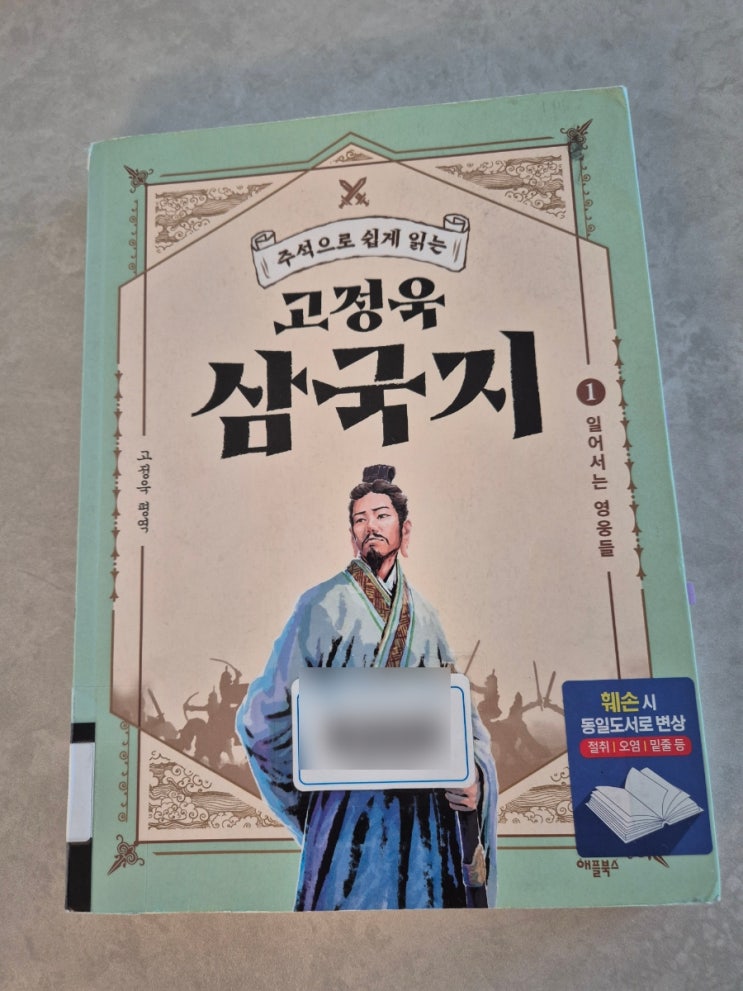 주석으로 쉽게 읽는
고정욱
삼국지
1
일어서는 영웅들
고정욱 평역
훼손 시
동일도서로 변상
절취 | 오염 | 밑줄 등
애플북스